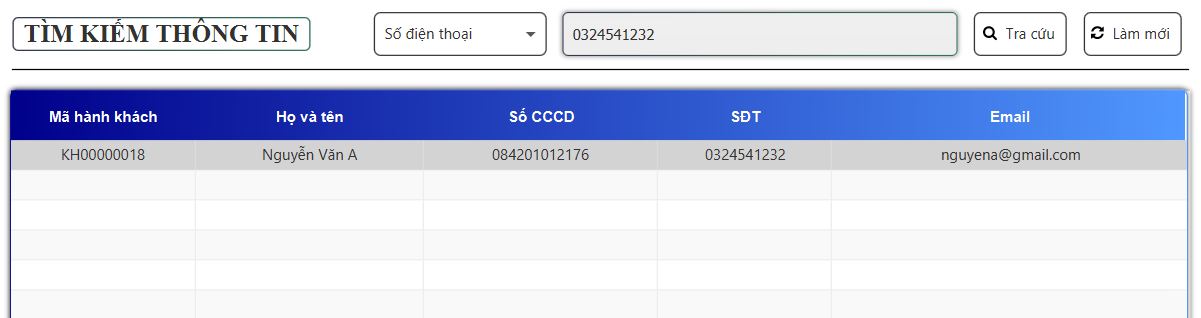 TÌM KIẾM THÔNG TIN
Số điện thoại
0324541232
Tra cứu
Làm mới
Mã hành khách Họ và tên Số CCCD SĐT Email
KH00000018 Nguyễn Văn A 084201012176 0324541232 nguyena@gmail.com